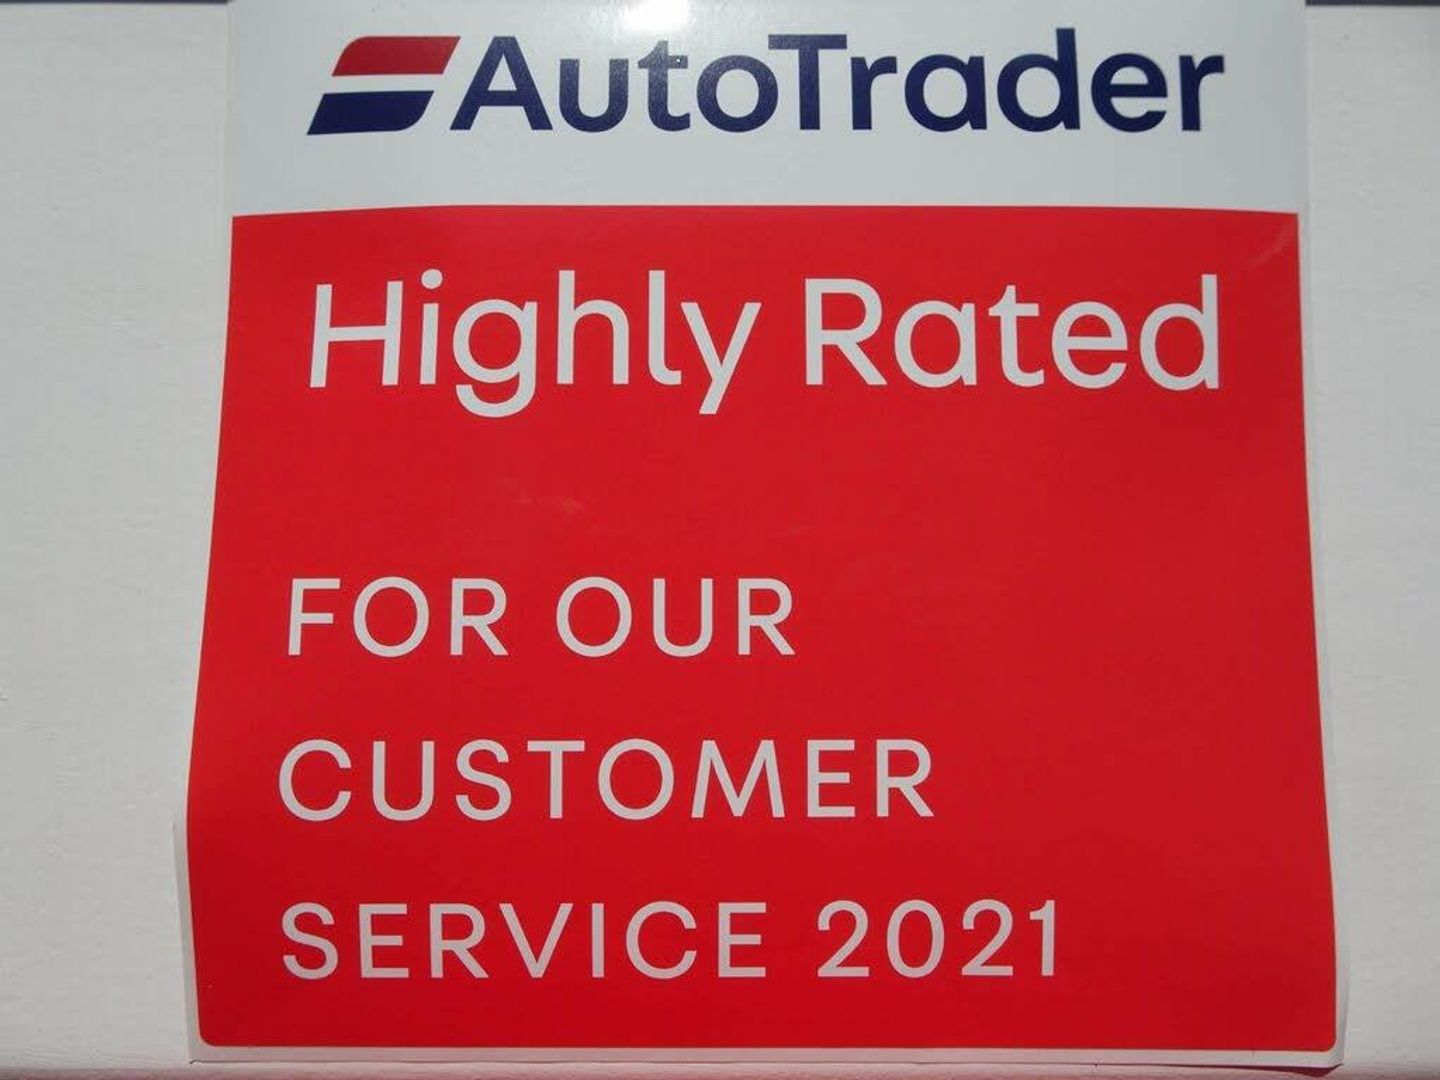 AutoTrader
Highly Rated
FOR OUR
CUSTOMER
SERVICE 2021